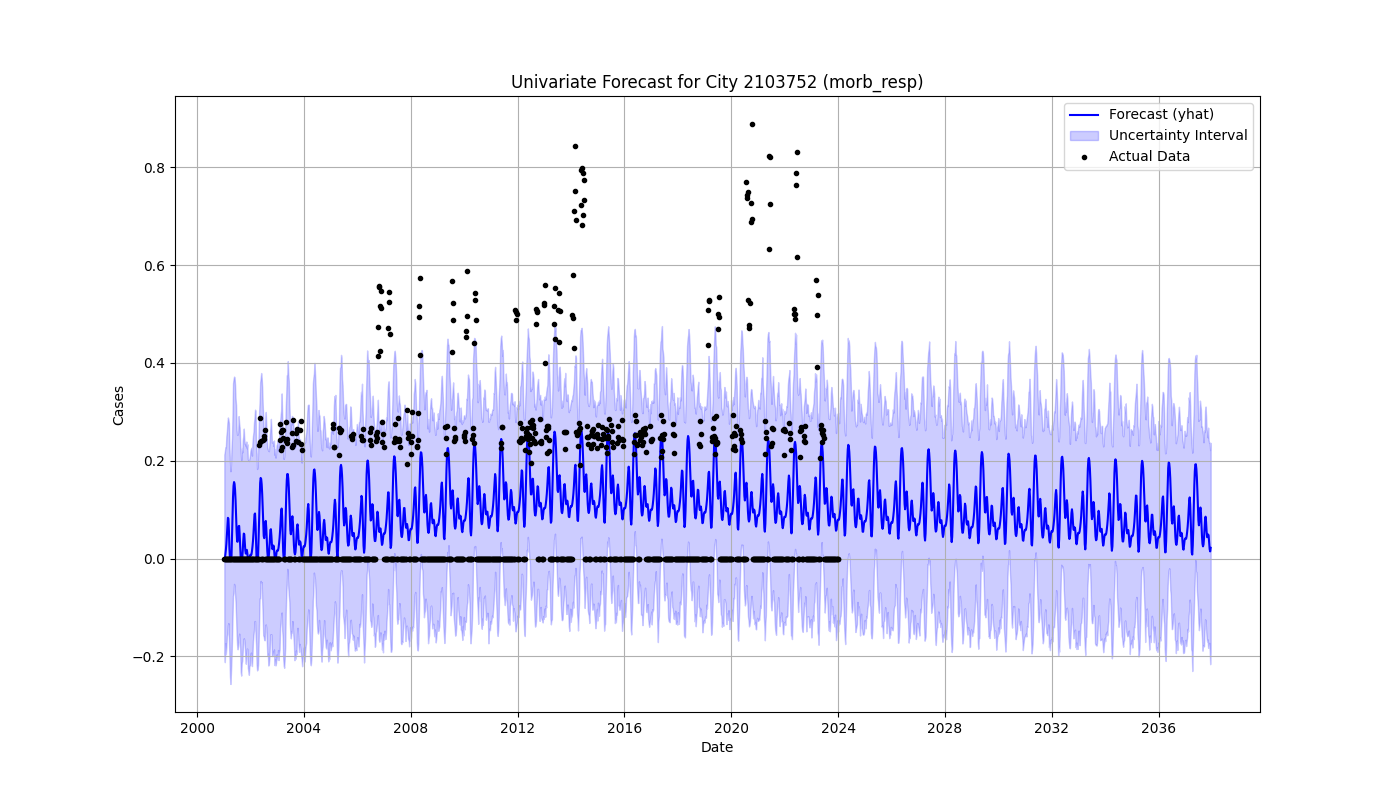 Univariate Forecast for City 2103752 (morb_resp)
Forecast (yhat)
Uncertainty Interval
Actual Data
Cases
0.8
0.6
0.4
0.2
0.0
−0.2
2000 2004 2008 2012 2016 2020 2024 2028 2032 2036
Date